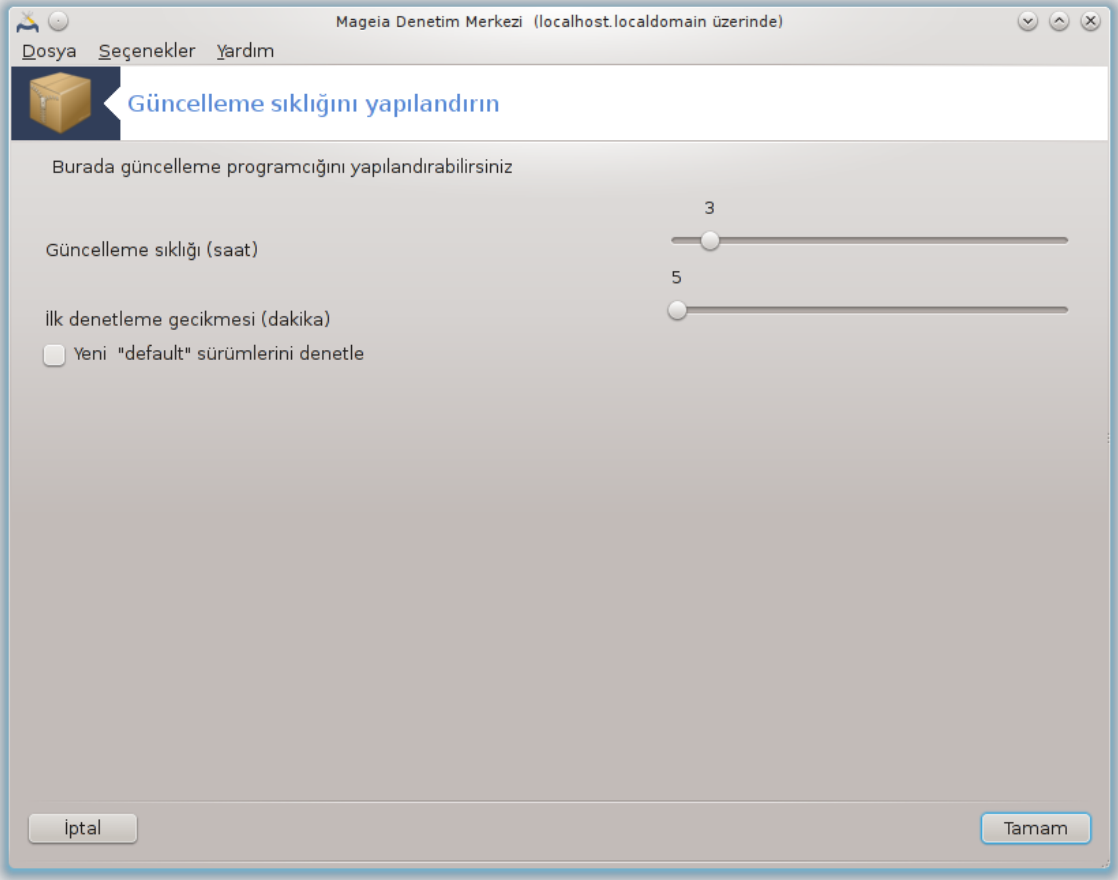 Mageia Denetim Merkezi (localhost.localdomain üzerinde)
Dosya Seçenekler Yardım
Güncelleme sıklığını yapılandırın
Burada güncelleme programcığını yapılandırabilirsiniz
3
Güncelleme sıklığı (saat)
5
İlk denetleme gecikmesi (dakika)
Yeni "default" sürümlerini denetle
İptal
Tamam